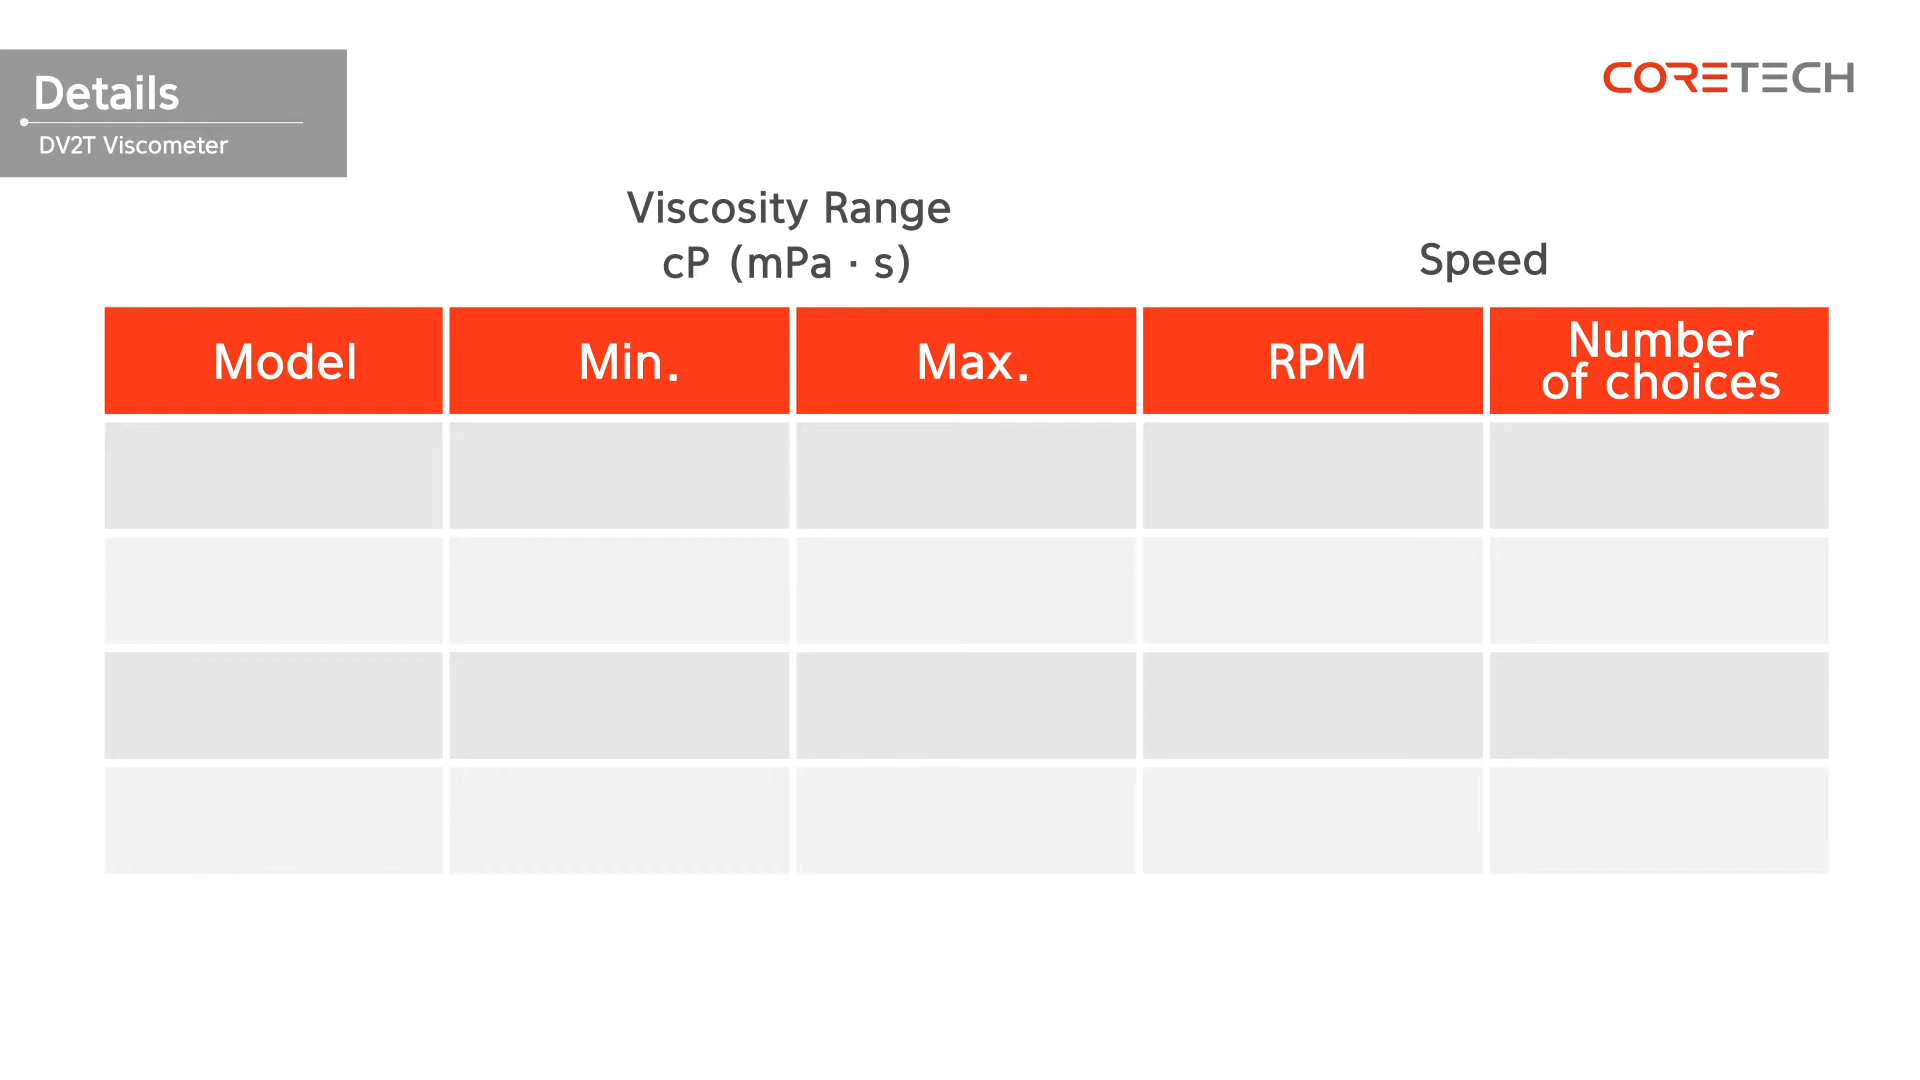 Details
DV2T Viscometer
CORETECH
Viscosity Range
cP (mPa · s)
Speed
Model
Min.
Max.
RPM
Number
of choices